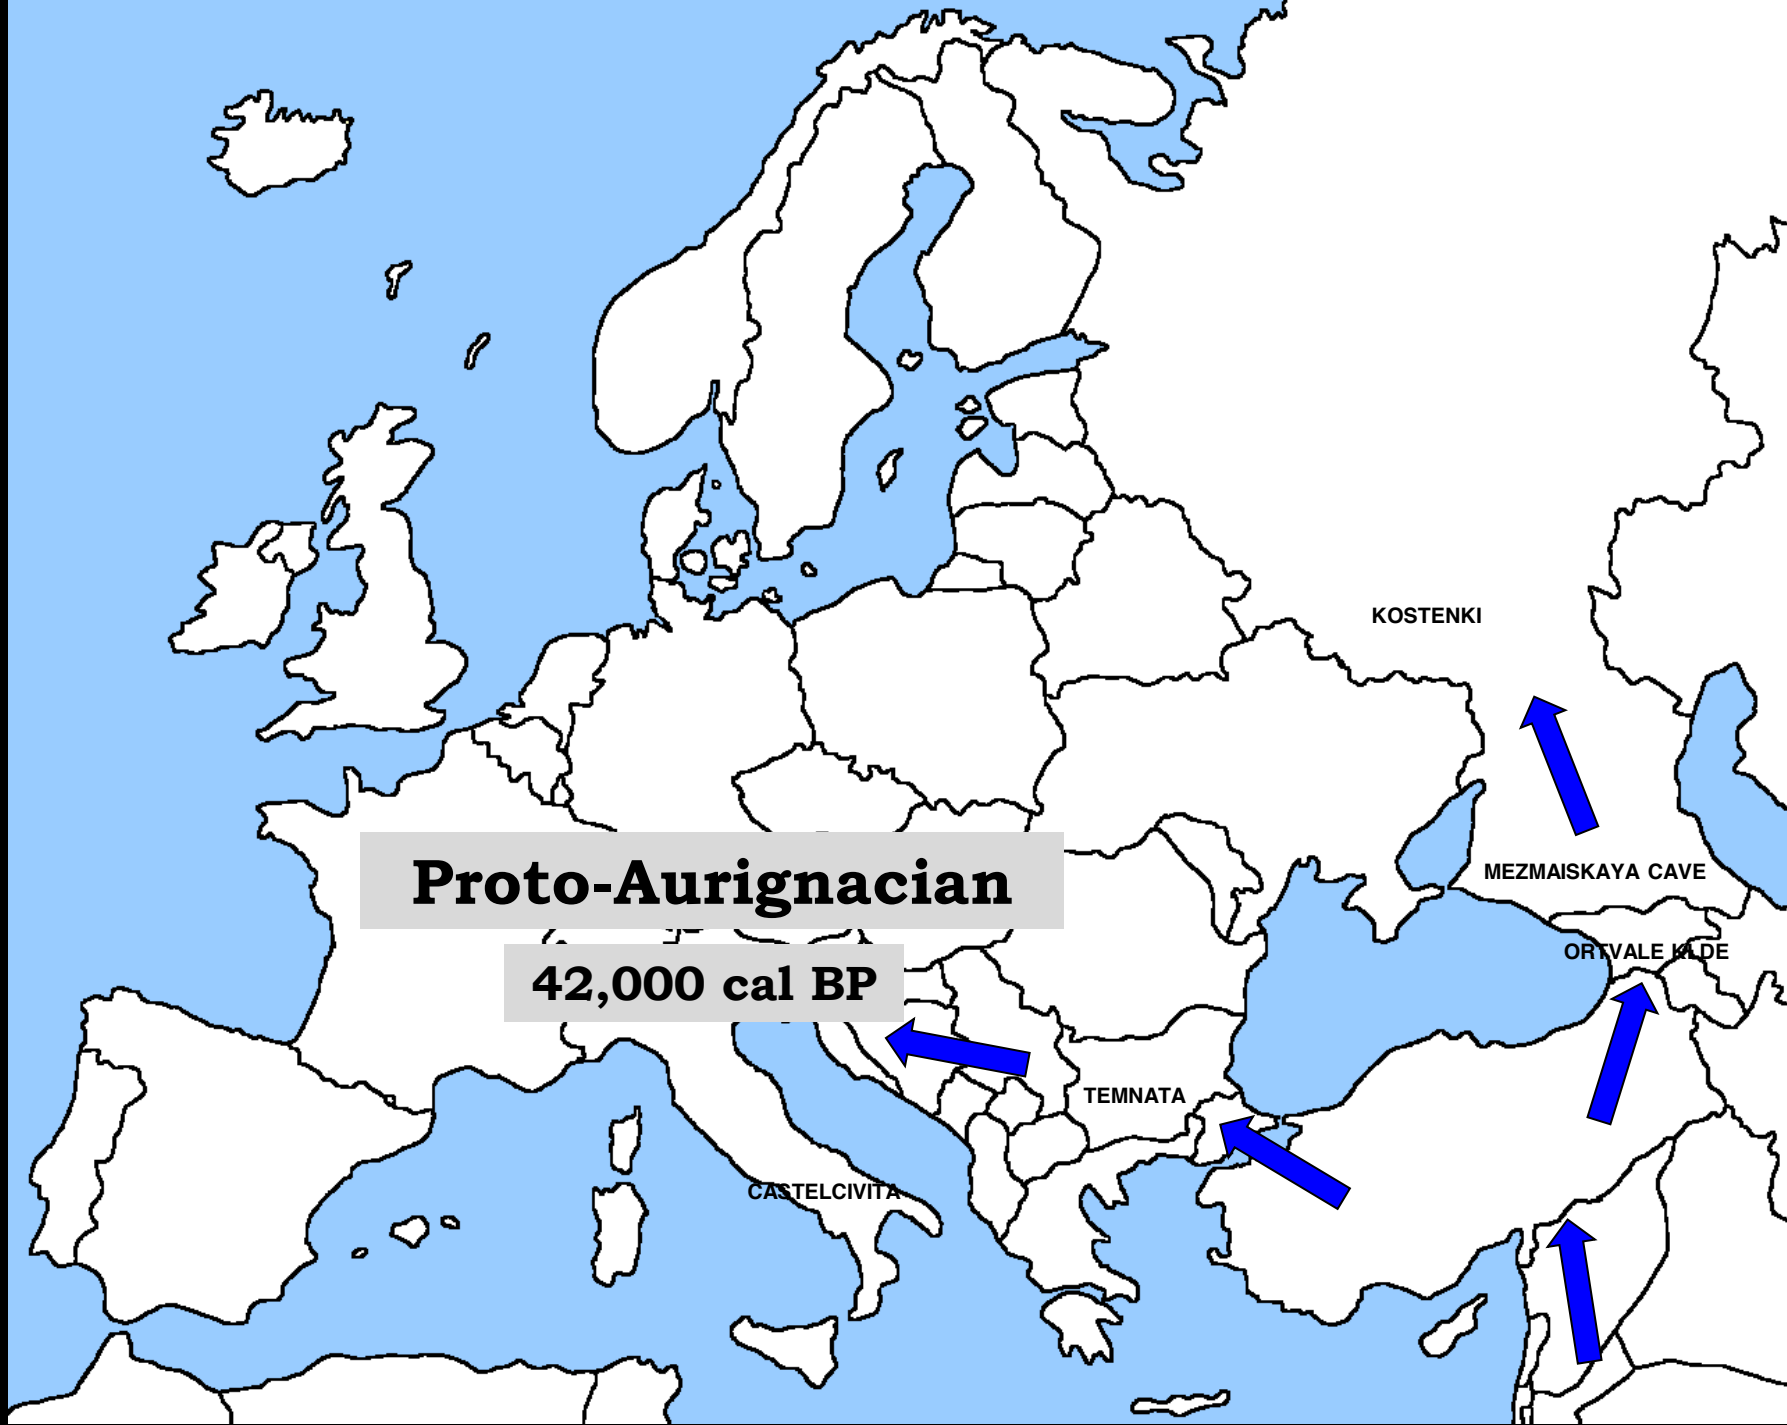 KOSTENKI
Proto-Aurignacian
MEZMAISKAYA CAVE
42,000 cal BP
ORTVALE KLDE
TEMNATA
CASTELCIVITA